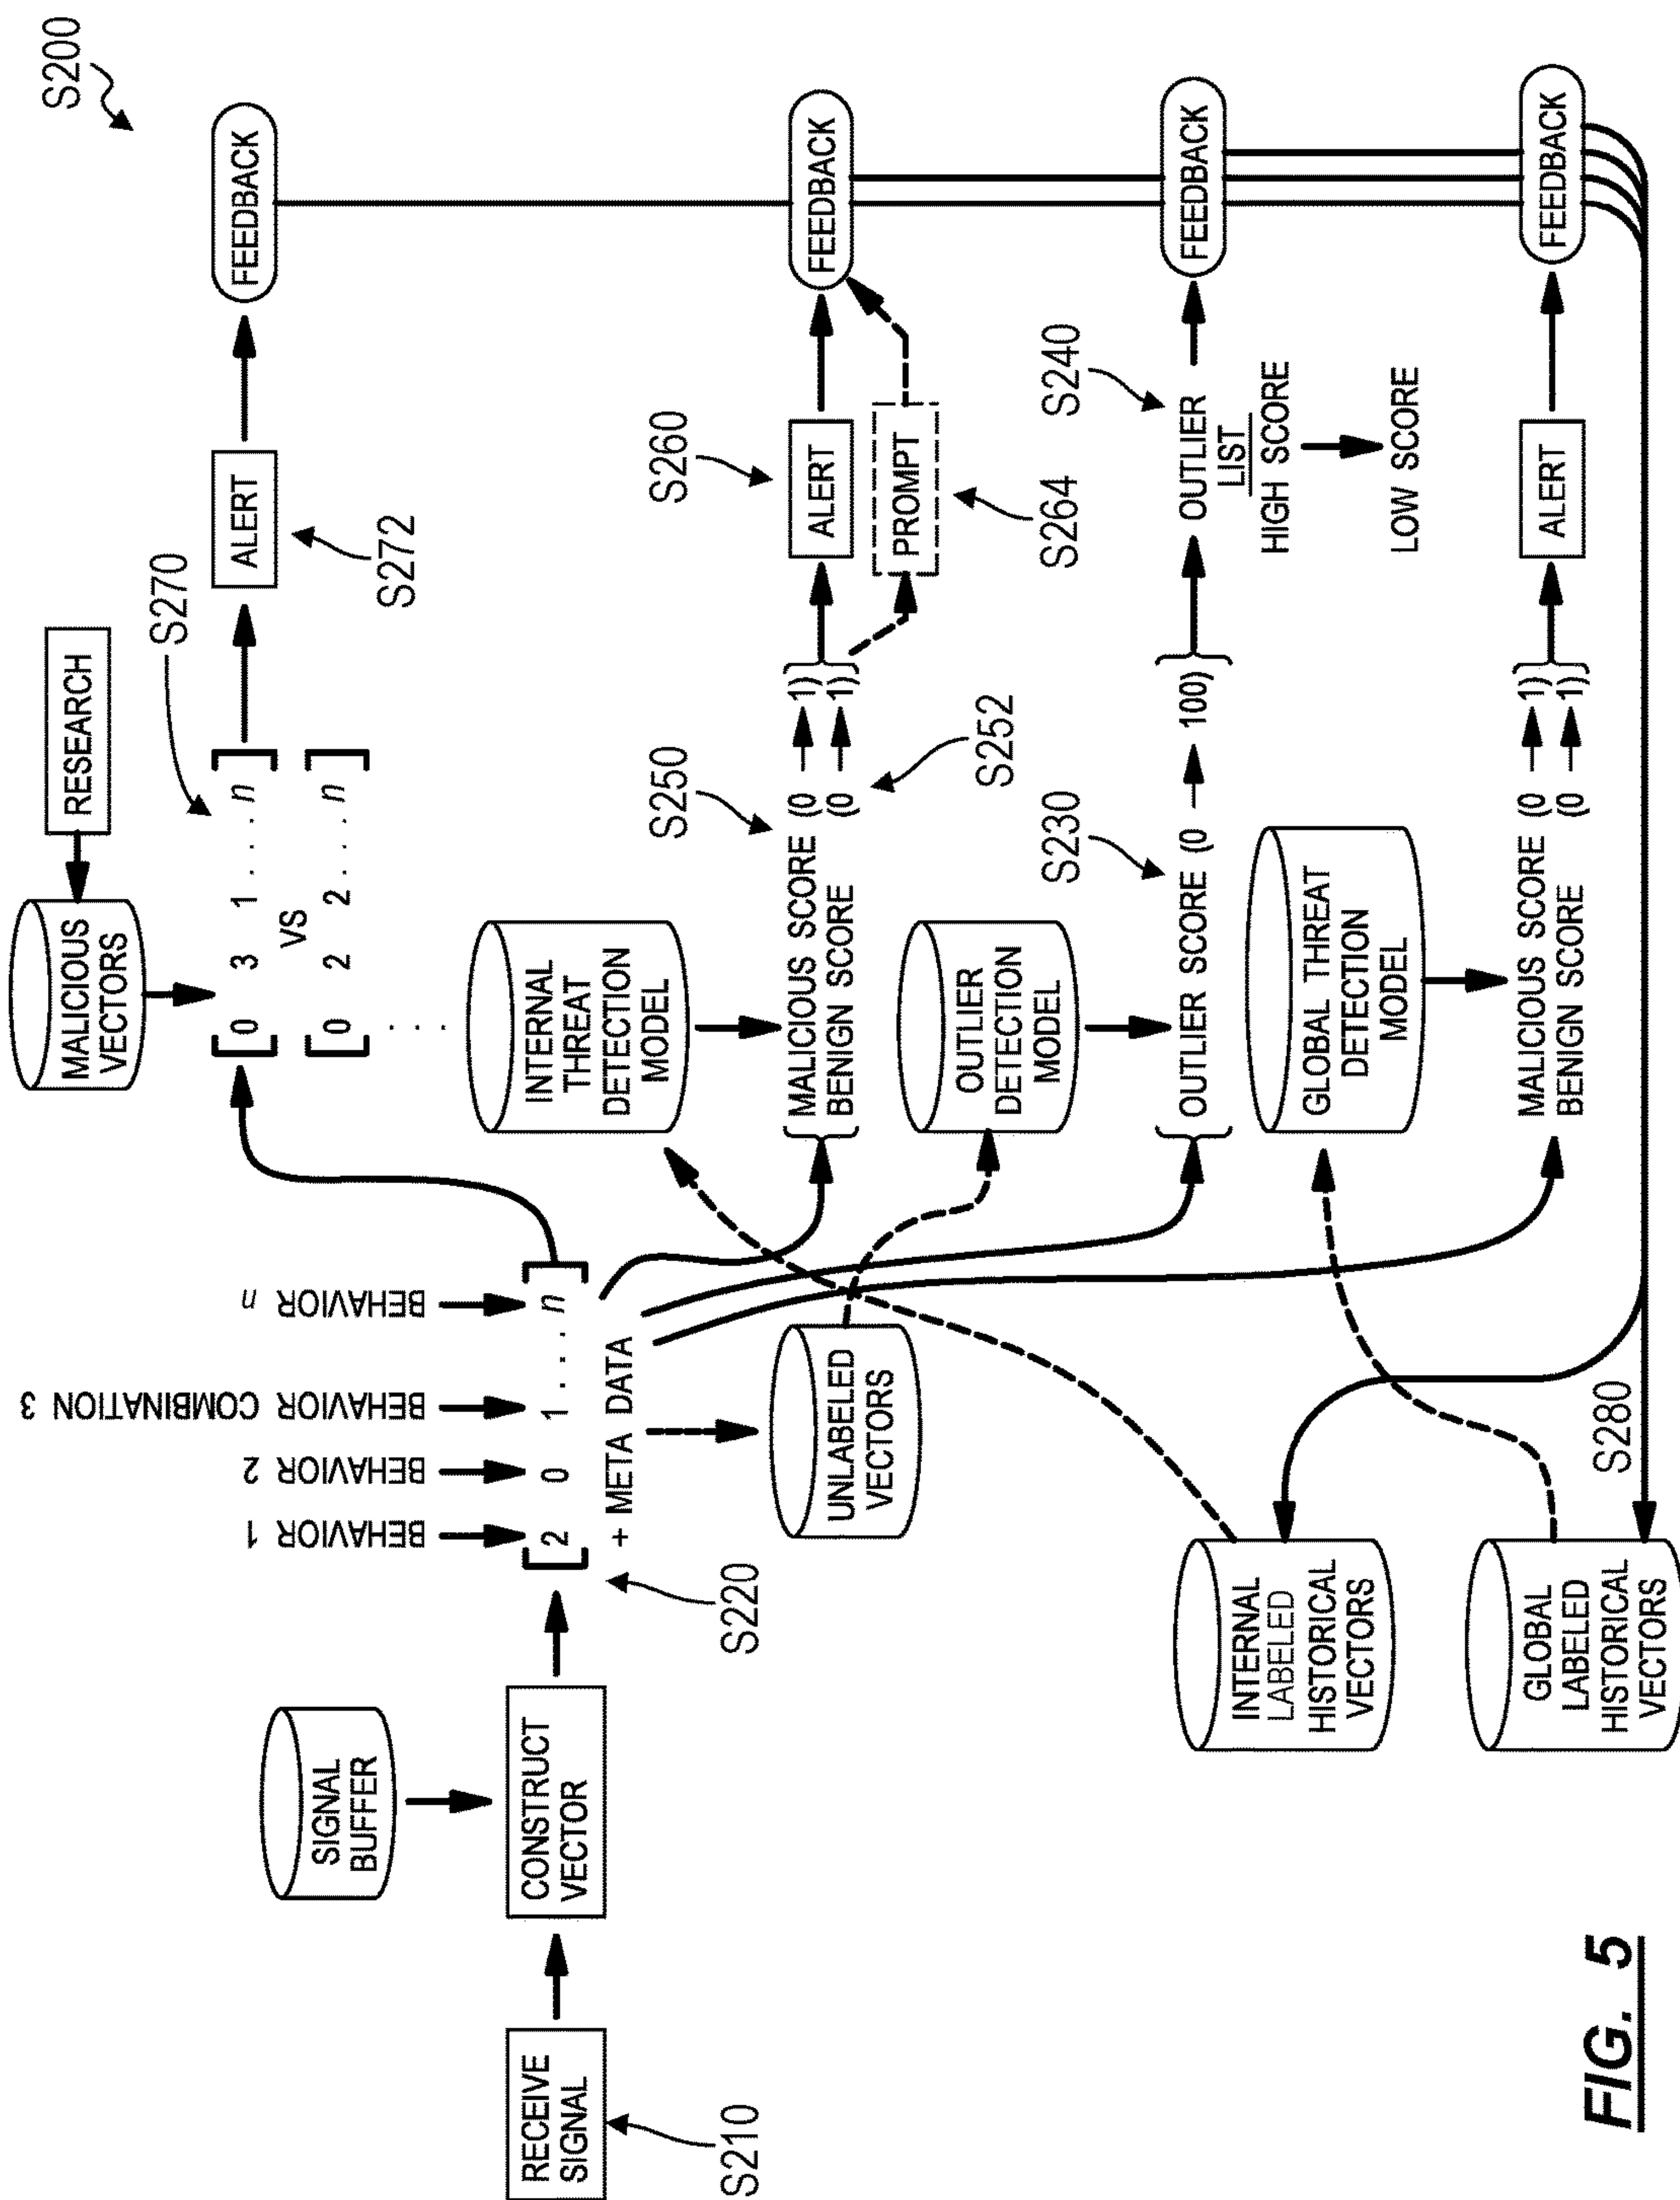 S200
RESEARCH
MALICIOUS
VECTORS
S270
[0 3 1 . . . n]
VS
[0 2 2 . . . n]
. . . .
ALERT
S272
FEEDBACK
BEHAVIOR 1
BEHAVIOR 2
BEHAVIOR COMBINATION 3
BEHAVIOR n
SIGNAL
BUFFER
RECEIVE
SIGNAL
S210
CONSTRUCT
VECTOR
[2 0 1 . . . n]
S220
+ META DATA
UNLABELED
VECTORS
INTERNAL
THREAT
DETECTION
MODEL
S250
{MALICIOUS SCORE (0 → 1)}
BENIGN SCORE (0 → 1)
S252
S260
ALERT
PROMPT
S264
FEEDBACK
OUTLIER
DETECTION
MODEL
S230
{OUTLIER SCORE (0 → 100)}
S240
OUTLIER
LIST
HIGH SCORE
LOW SCORE
FEEDBACK
GLOBAL THREAT
DETECTION
MODEL
MALICIOUS SCORE (0 → 1)}
BENIGN SCORE (0 → 1)
ALERT
FEEDBACK
INTERNAL
LABELED
HISTORICAL
VECTORS
GLOBAL
LABELED
HISTORICAL
VECTORS
S280
FIG. 5